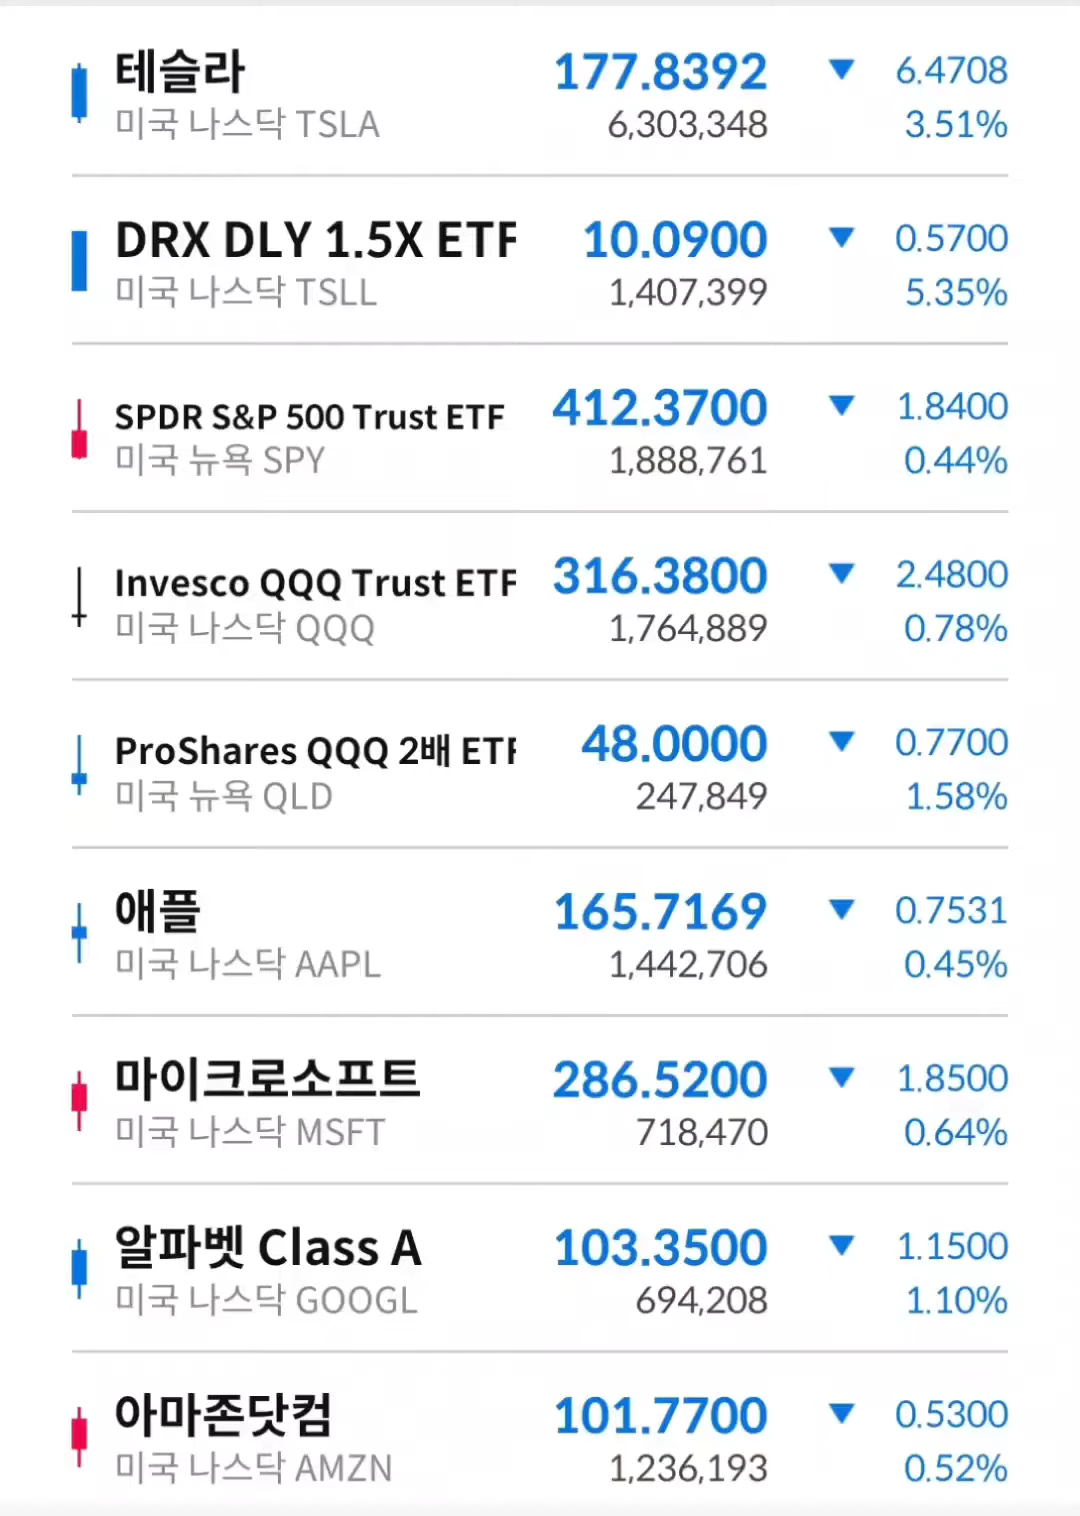 테슬라 177.8392 ▼ 6.4708
미국 나스닥 TSLA 6,303,348 3.51%
DRX DLY 1.5X ETF 10.0900 ▼ 0.5700
미국 나스닥 TSLL 1,407,399 5.35%
SPDR S&P 500 Trust ETF 412.3700 ▼ 1.8400
미국 뉴욕 SPY 1,888,761 0.44%
Invesco QQQ Trust ETF 316.3800 ▼ 2.4800
미국 나스닥 QQQ 1,764,889 0.78%
ProShares QQQ 2배 ETF 48.0000 ▼ 0.7700
미국 뉴욕 QLD 247,849 1.58%
애플 165.7169 ▼ 0.7531
미국 나스닥 AAPL 1,442,706 0.45%
마이크로소프트 286.5200 ▼ 1.8500
미국 나스닥 MSFT 718,470 0.64%
알파벳 Class A 103.3500 ▼ 1.1500
미국 나스닥 GOOGL 694,208 1.10%
아마존닷컴 101.7700 ▼ 0.5300
미국 나스닥 AMZN 1,236,193 0.52%